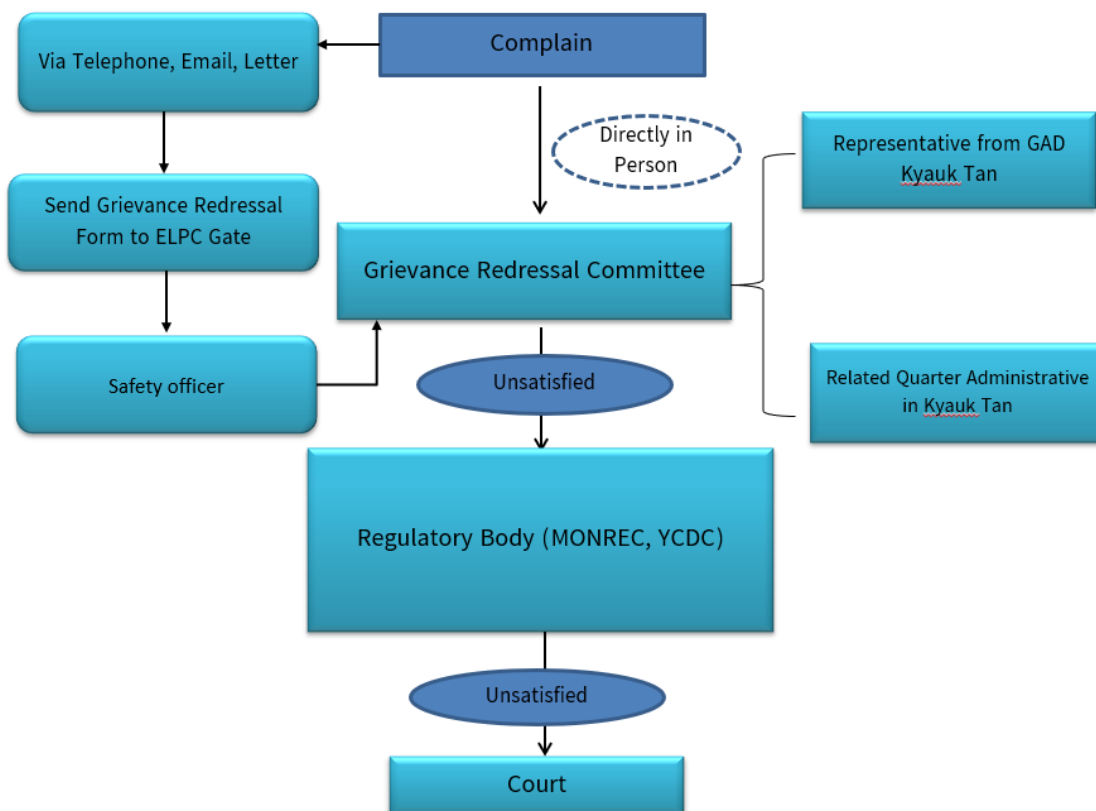 Complain
Via Telephone, Email, Letter
Directly in
Person
Representative from GAD
Kyauk Tan
Send Grievance Redressal
Form to ELPC Gate
Grievance Redressal Committee
Safety officer
Unsatisfied
Related Quarter Administrative
in Kyauk Tan
Regulatory Body (MONREC, YCDC)
Unsatisfied
Court